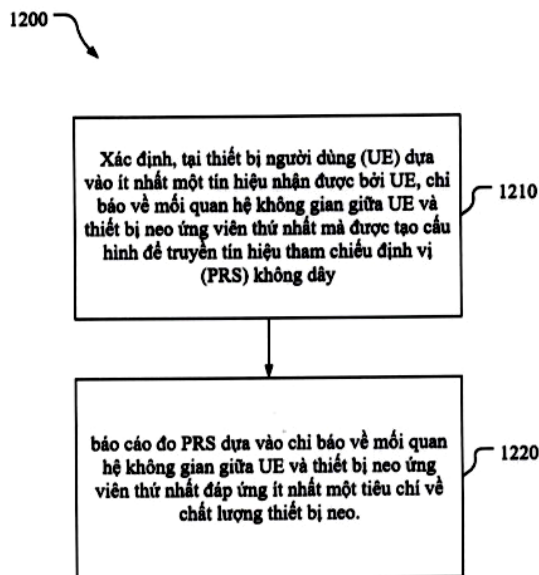 1200
Xác định, tại thiết bị người dùng (UE) dựa
vào ít nhất một tín hiệu nhận được bởi UE, chỉ
báo về mối quan hệ không gian giữa UE và
thiết bị neo ứng viên thứ nhất mà được tạo cấu
hình để truyền tín hiệu tham chiếu định vị
(PRS) không dây
1210
báo cáo đo PRS dựa vào chỉ báo về mối quan
hệ không gian giữa UE và thiết bị neo ứng
viên thứ nhất đáp ứng ít nhất một tiêu chí về
chất lượng thiết bị neo.
1220